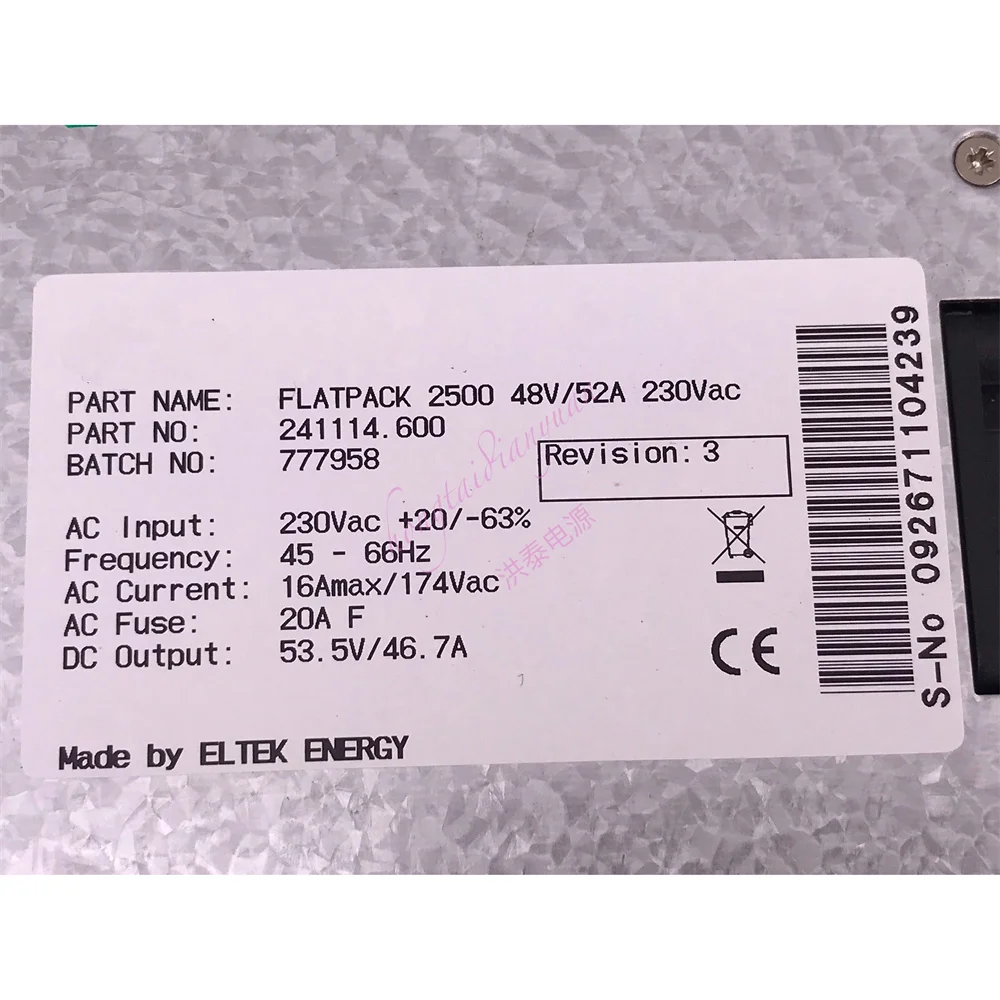 PART NAME: FLATPACK 2500 48V/52A 230Vac
PART NO: 241114.600
BATCH NO: 777958
Revision: 3
AC Input: 230Vac +20/-63%
Frequency: 45 - 66Hz
AC Current: 16Amax/174Vac
AC Fuse: 20A F
DC Output: 53.5V/46.7A
Made by ELTEK ENERGY
CE
S-No 092671104239
hongtaidianyuan
洪泰电源